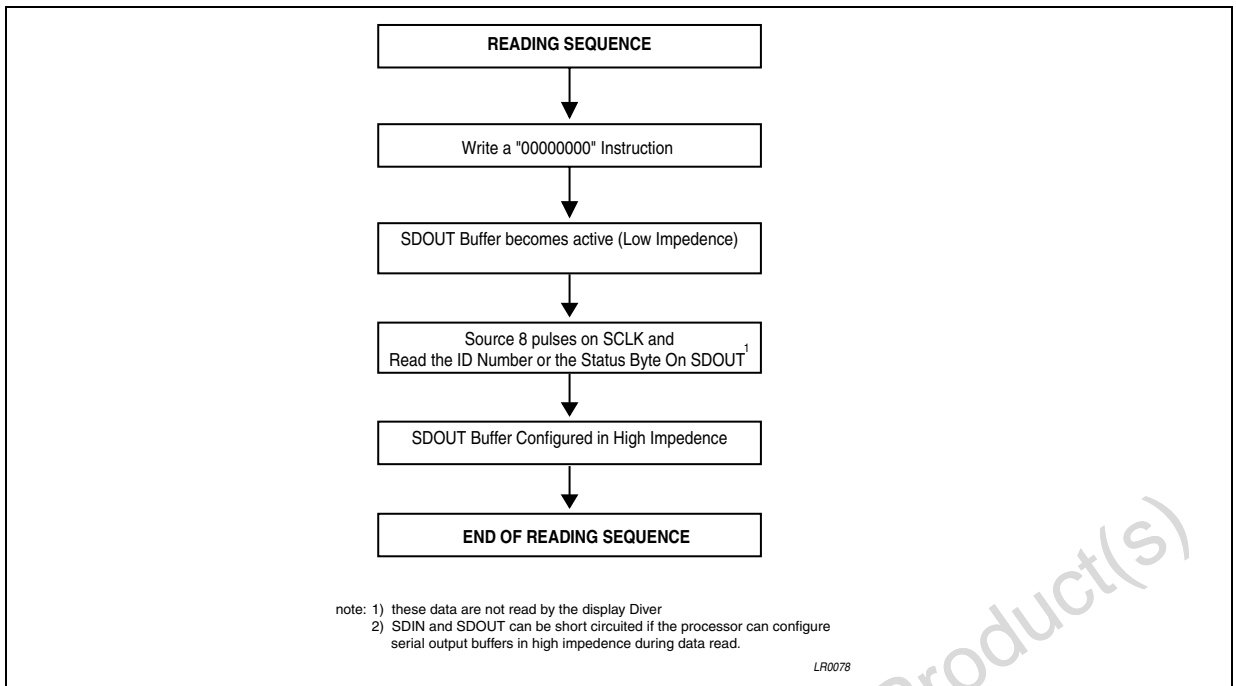 READING SEQUENCE
Write a "00000000" Instruction
SDOUT Buffer becomes active (Low Impedence)
Source 8 pulses on SCLK and
Read the ID Number or the Status Byte On SDOUT1
SDOUT Buffer Configured in High Impedence
END OF READING SEQUENCE
note: 1) these data are not read by the display Diver
2) SDIN and SDOUT can be short circuited if the processor can configure
serial output buffers in high impedence during data read.
LR0078
Product(s)